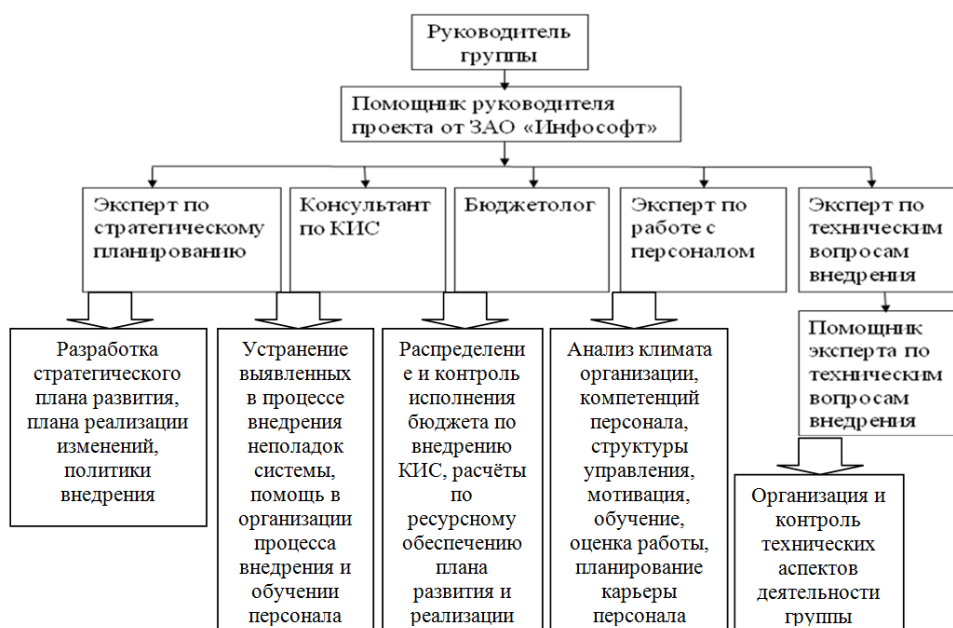 Руководитель
группы
Помощник руководителя
проекта от ЗАО «Инфософт»
Эксперт по
стратегическому
планированию
Консультант
по КИС
Бюджетолог
Эксперт по
работе с
персоналом
Эксперт по
техническим
вопросам
внедрения
Помощник
эксперта по
техническим
вопросам
внедрения
Разработка
стратегического
плана развития,
плана реализации
изменений,
политики
внедрения
Устранение
выявленных
в процессе
внедрения
неполадок
системы,
помощь в
организации
процесса
внедрения и
обучении
персонала
Распределени
е и контроль
исполнения
бюджета по
внедрению
КИС, расчёты
по
ресурсному
обеспечению
плана
развития и
реализации
Анализ климата
организации,
компетенций
персонала,
структуры
управления,
мотивация,
обучение,
оценка работы,
планирование
карьеры
персонала
Организация и
контроль
технических
аспектов
деятельности
группы